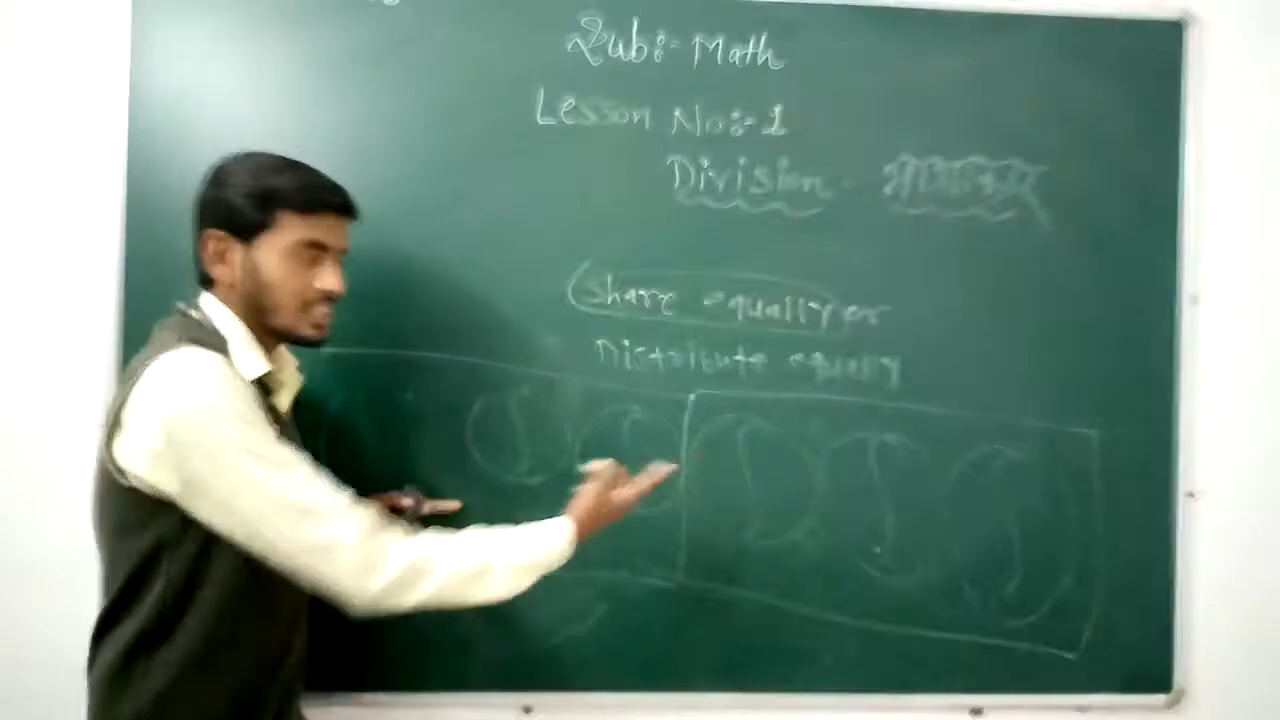 Sub:- Math
Lesson No:- 1
Division -
(Share equally or
Distribute equally